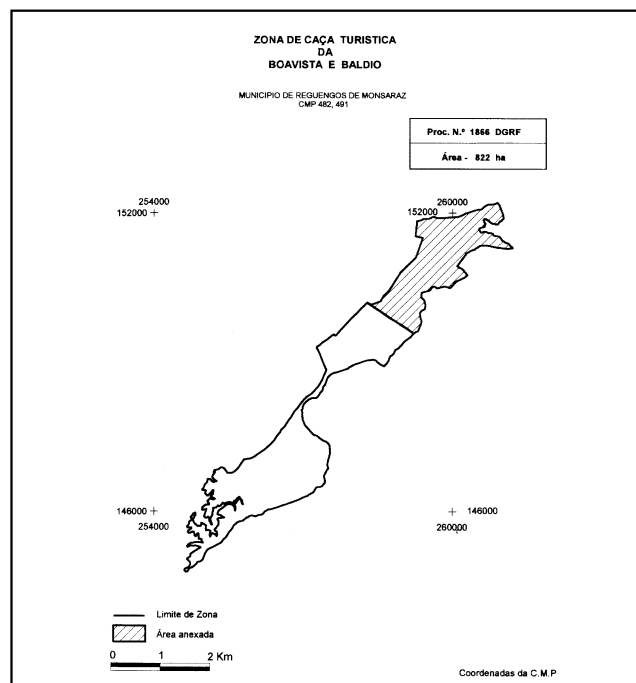 ZONA DE CAÇA TURISTICA
DA
BOAVISTA E BALDIO
MUNICIPIO DE REGUENGOS DE MONSARAZ
CMP 482, 491
Proc. N.º 1866 DGRF
Área - 822 ha
254000
152000
260000
152000
146000
254000
146000
260000
Limite de Zona
Área anexada
0 1 2 Km
Coordenadas da C.M.P